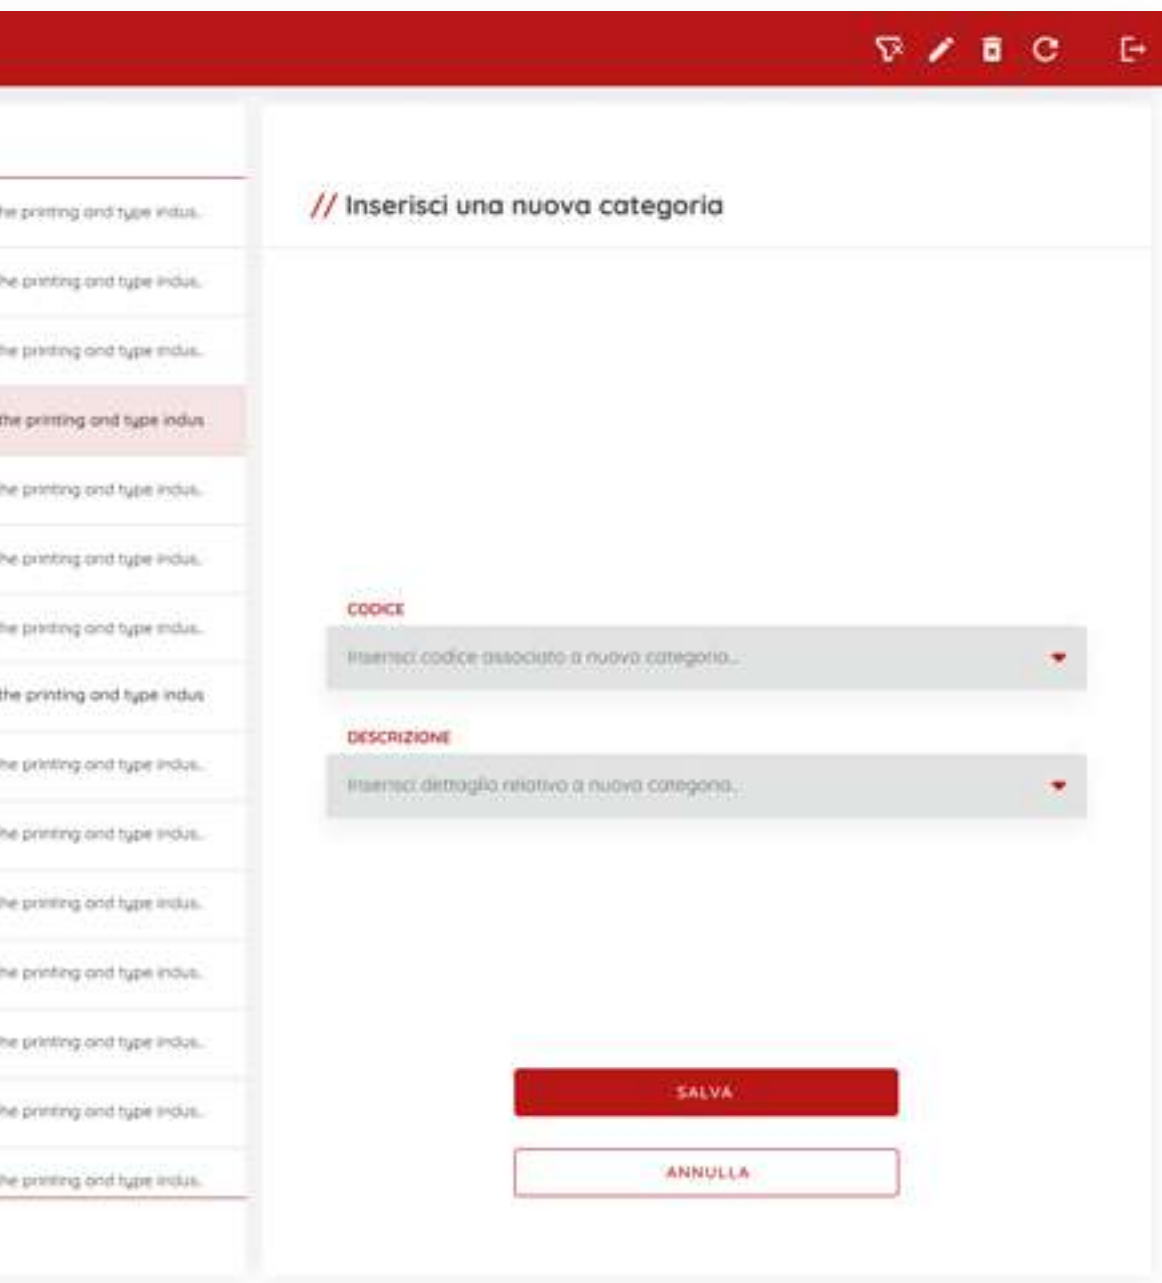 he printing and type indus..
he printing and type indus..
he printing and type indus..
the printing and type indus
he printing and type indus..
he printing and type indus..
he printing and type indus..
the printing and type indus
he printing and type indus..
he printing and type indus..
he printing and type indus..
he printing and type indus..
he printing and type indus..
he printing and type indus..
he printing and type indus..
// Inserisci una nuova categoria
CODICE
Inserisci codice associato a nuova categoria...
DESCRIZIONE
Inserisci dettaglio relativo a nuova categoria...
SALVA
ANNULLA